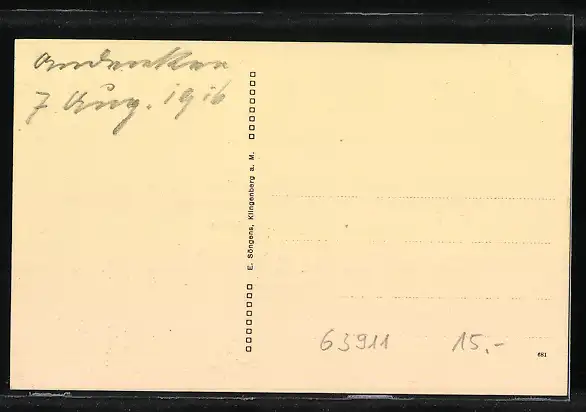 Andenken
7 Aug. 1916
E. Söngens, Klingenberg a. M.
63911 15.-
681